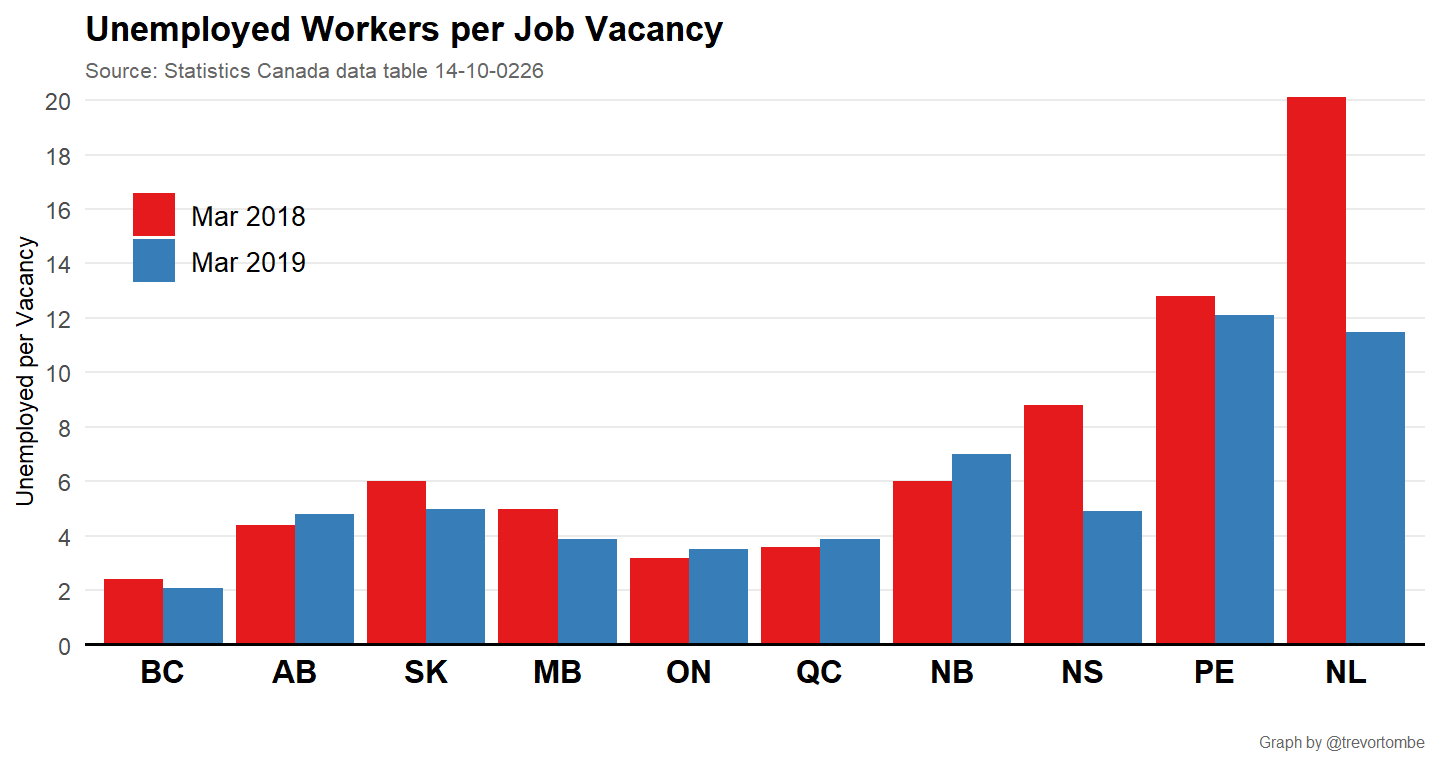 Unemployed Workers per Job Vacancy
Source: Statistics Canada data table 14-10-0226
Unemployed per Vacancy
20
18
16
14
12
10
8
6
4
2
0
Mar 2018
Mar 2019
BC AB SK MB ON QC NB NS PE NL
Graph by @trevortombe